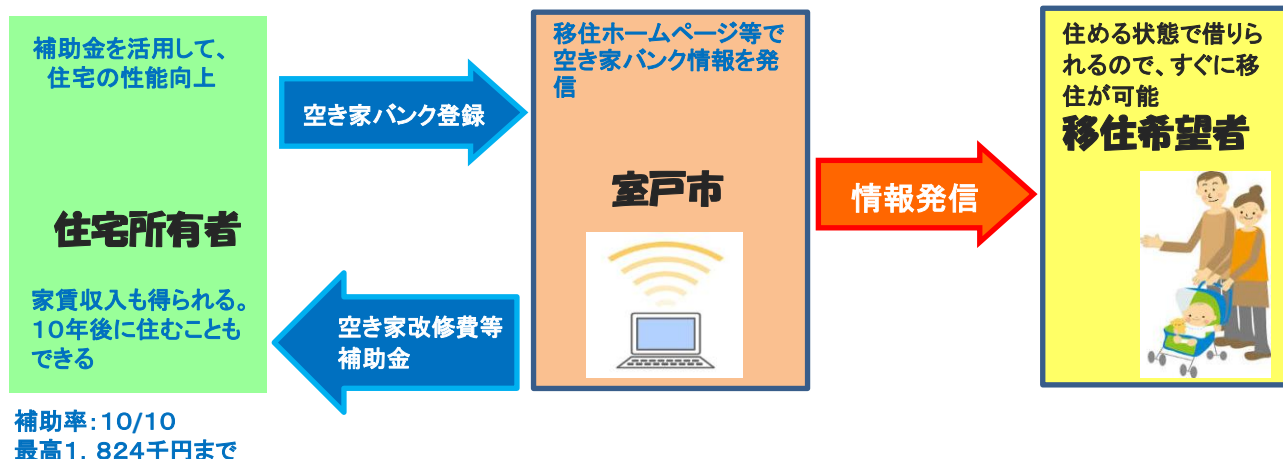 補助金を活用して、
住宅の性能向上
住宅所有者
家賃収入も得られる。
10年後に住むことも
できる
補助率：10/10
最高1，824千円まで
空き家バンク登録
空き家改修費等
補助金
移住ホームページ等で
空き家バンク情報を発
信
室戸市
情報発信
住める状態で借りら
れるので、すぐに移
住が可能
移住希望者